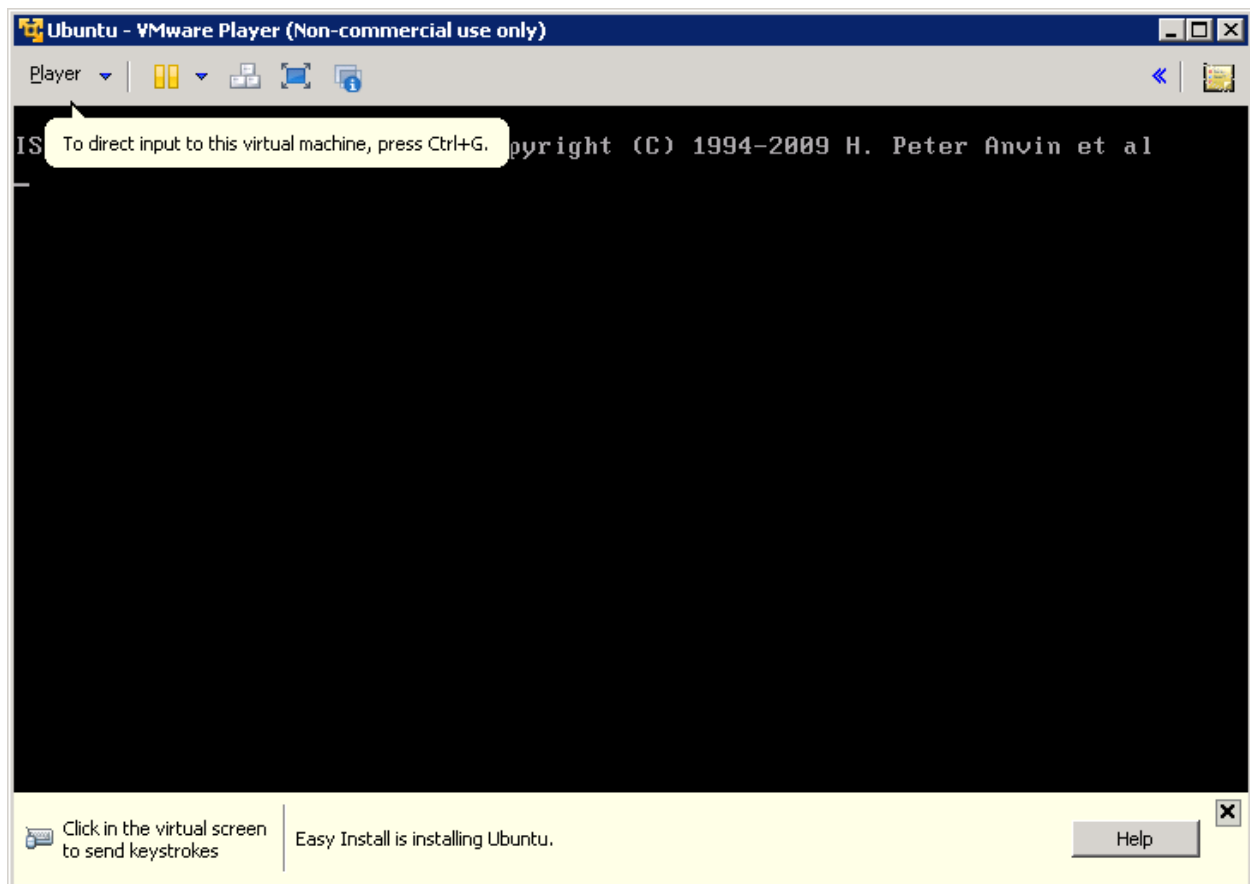 Ubuntu - VMware Player (Non-commercial use only)
Player
To direct input to this virtual machine, press Ctrl+G.
IS pyright (C) 1994-2009 H. Peter Anvin et al
Click in the virtual screen
to send keystrokes
Easy Install is installing Ubuntu.
Help